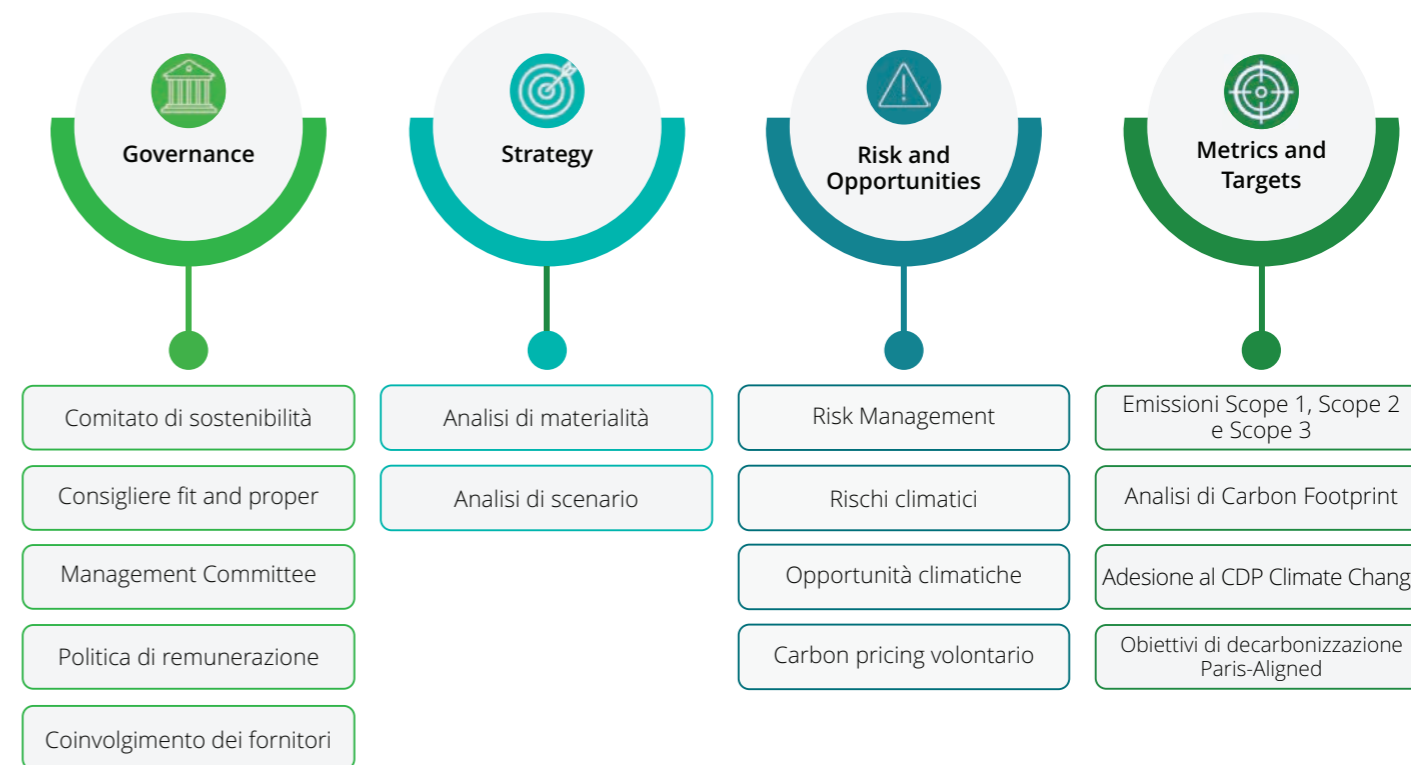 Governance
Comitato di sostenibilità
Consigliere fit and proper
Management Committee
Politica di remunerazione
Coinvolgimento dei fornitori
Strategy
Analisi di materialità
Analisi di scenario
Risk and
Opportunities
Risk Management
Rischi climatici
Opportunità climatiche
Carbon pricing volontario
Metrics and
Targets
Emissioni Scope 1, Scope 2
e Scope 3
Analisi di Carbon Footprint
Adesione al CDP Climate Chang
Obiettivi di decarbonizzazione
Paris-Aligned